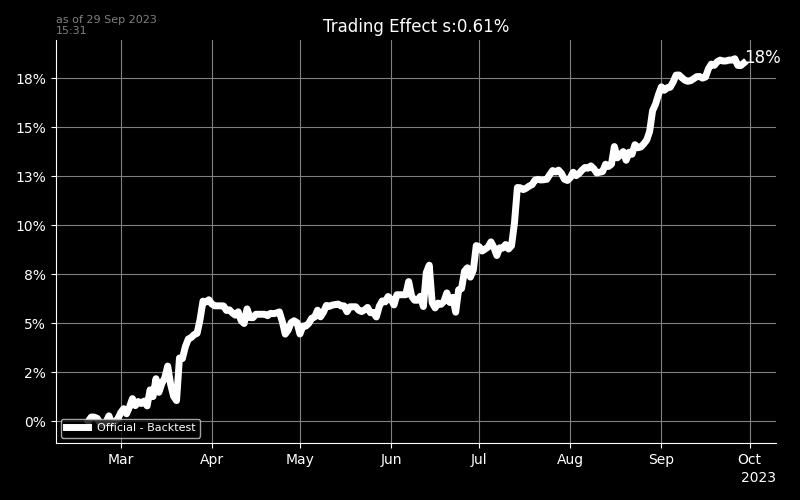 as of 29 Sep 2023
15:31
Trading Effect s:0.61%
18%
18%
15%
13%
10%
8%
5%
2%
0%
Official - Backtest
Mar Apr May Jun Jul Aug Sep Oct
2023